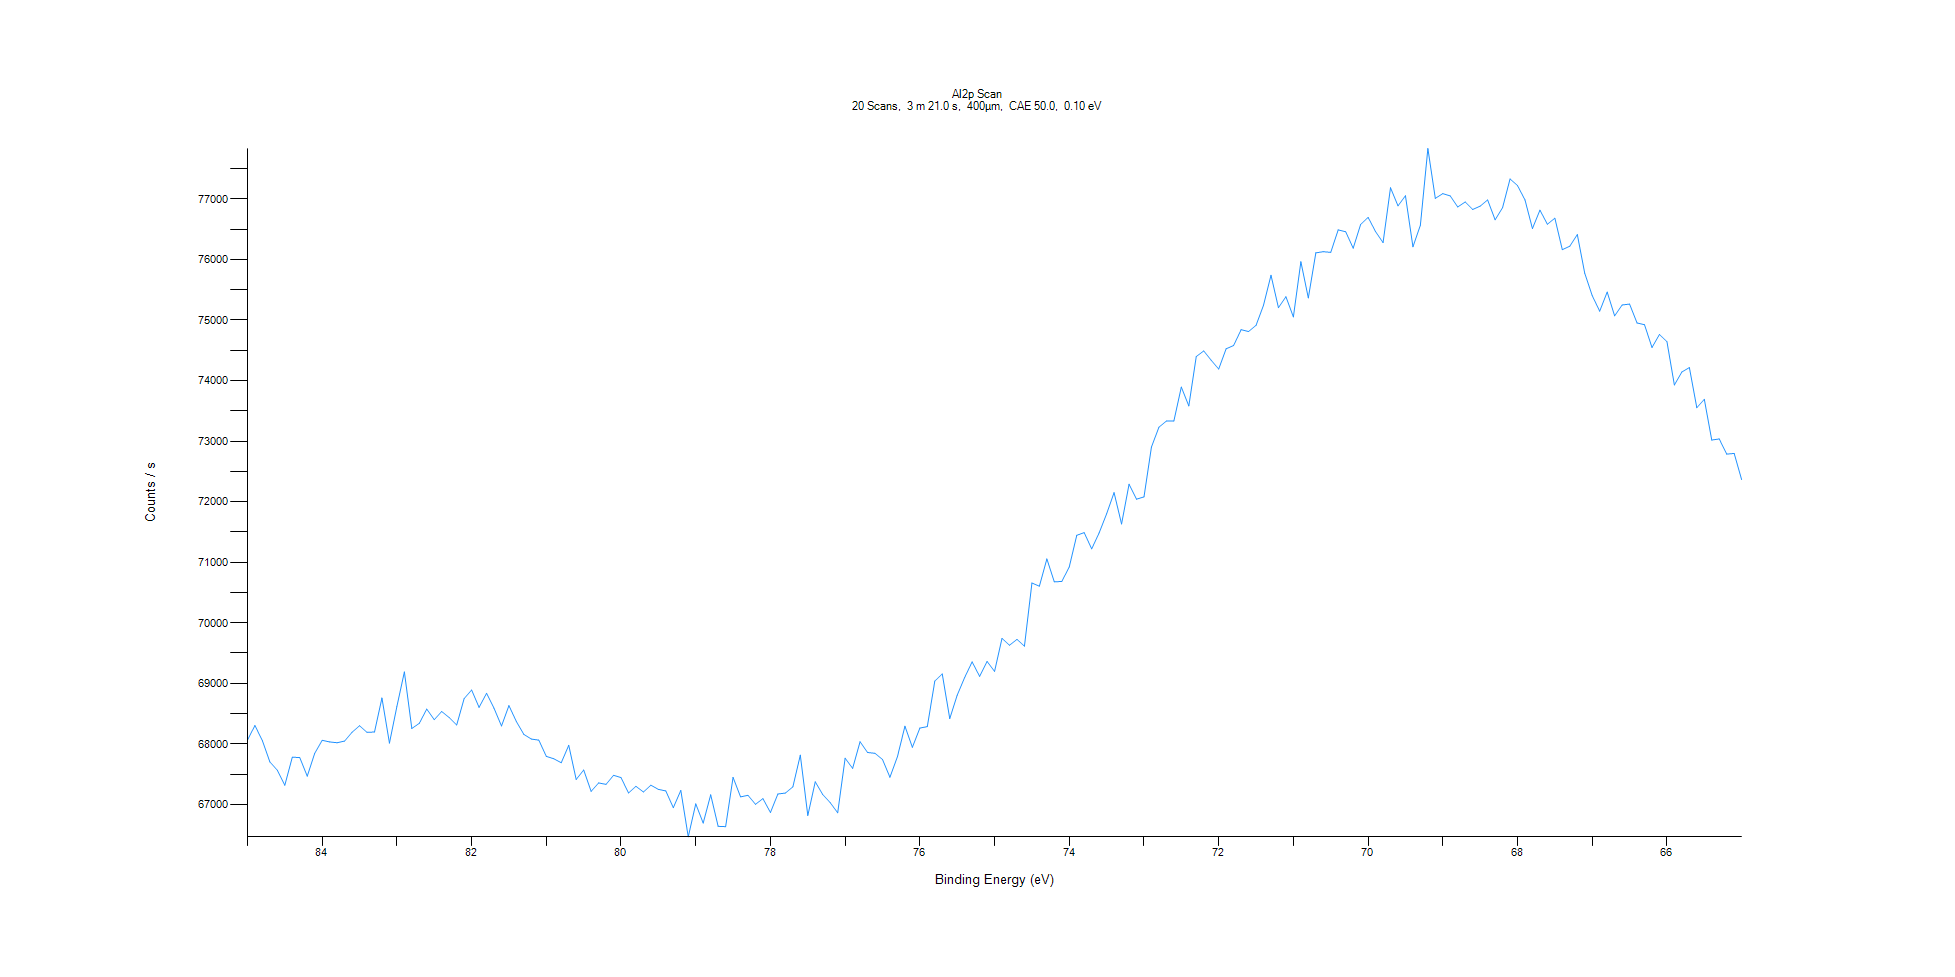 Al2p Scan
20 Scans, 3 m 21.0 s, 400µm, CAE 50.0, 0.10 eV
77000
76000
75000
74000
73000
72000
71000
70000
69000
68000
67000
Counts / s
84 82 80 78 76 74 72 70 68 66
Binding Energy (eV)